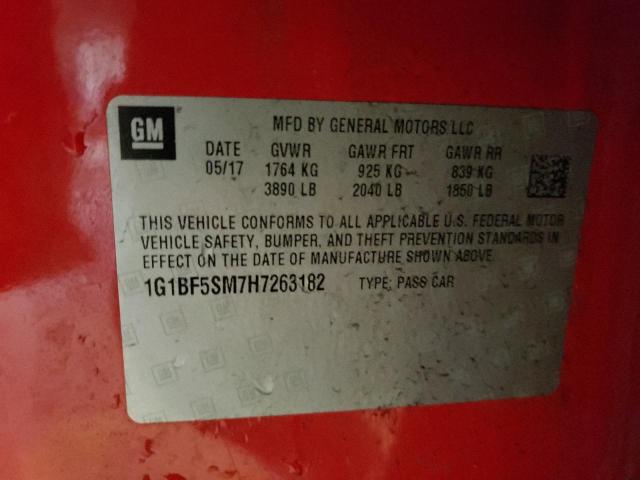 GM
MFD BY GENERAL MOTORS LLC
DATE GVWR GAWR FRT GAWR RR
05/17 1764 KG 925 KG 839 KG
3890 LB 2040 LB 1850 LB
THIS VEHICLE CONFORMS TO ALL APPLICABLE U.S. FEDERAL MOTOR
VEHICLE SAFETY, BUMPER, AND THEFT PREVENTION STANDARDS IN
EFFECT ON THE DATE OF MANUFACTURE SHOWN ABOVE.
1G1BF5SM7H7263182 TYPE: PASS CAR